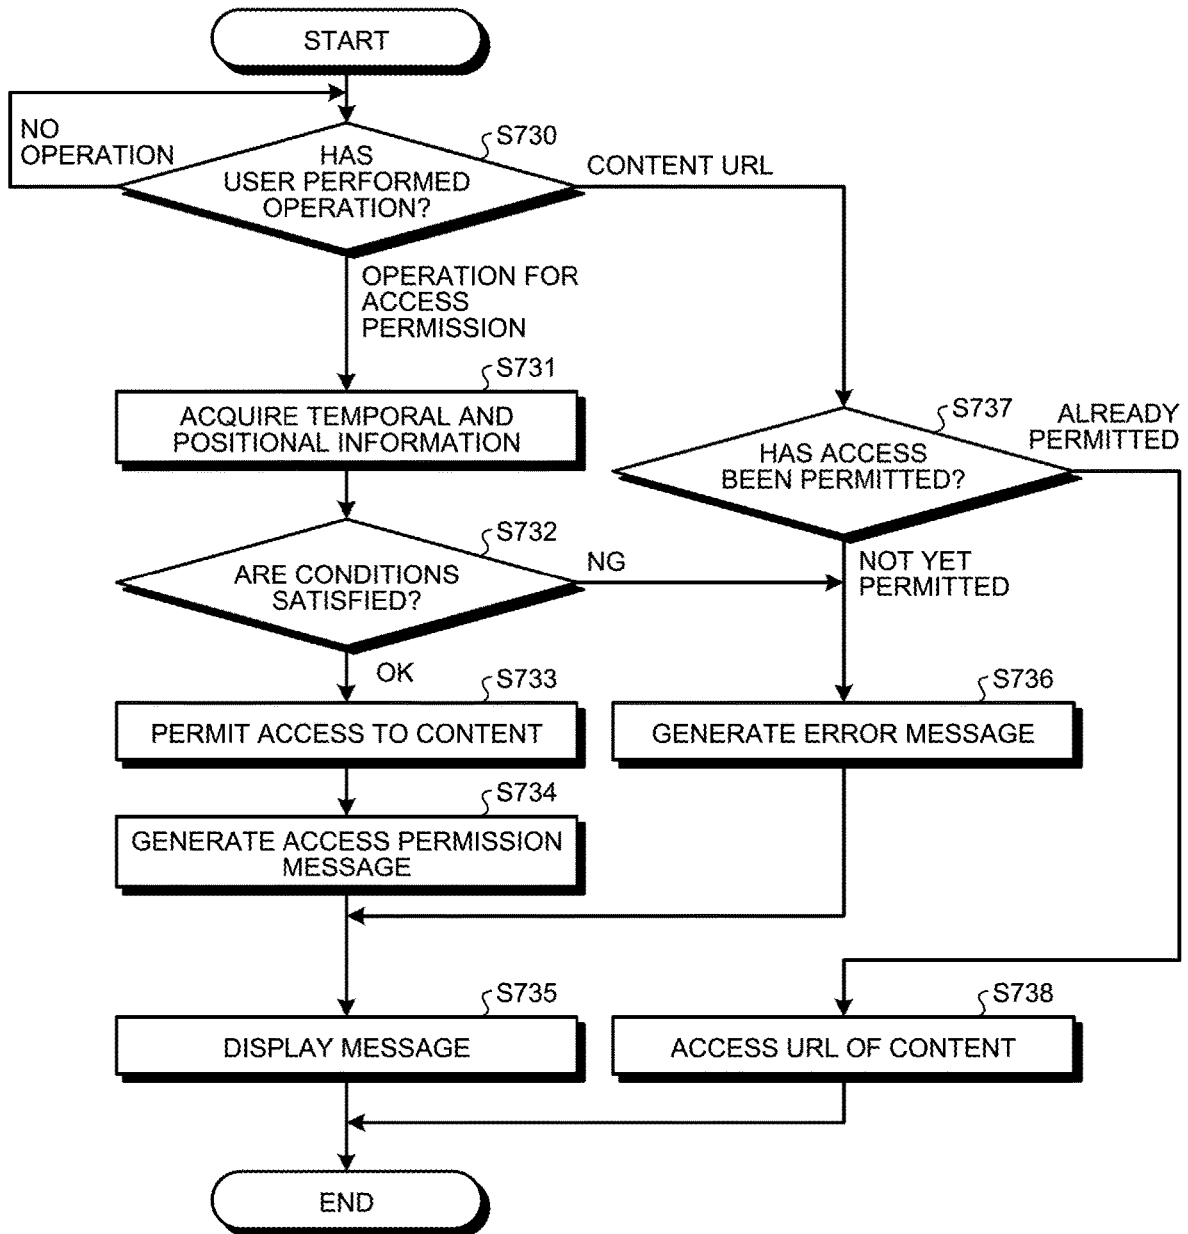 START
NO
OPERATION
S730
HAS
USER PERFORMED
OPERATION?
CONTENT URL
OPERATION FOR
ACCESS
PERMISSION
S731
ACQUIRE TEMPORAL AND
POSITIONAL INFORMATION
S737
HAS ACCESS
BEEN PERMITTED?
ALREADY
PERMITTED
S732
ARE CONDITIONS
SATISFIED?
NG
NOT YET
PERMITTED
OK
S733
PERMIT ACCESS TO CONTENT
S736
GENERATE ERROR MESSAGE
S734
GENERATE ACCESS PERMISSION
MESSAGE
S735
DISPLAY MESSAGE
S738
ACCESS URL OF CONTENT
END